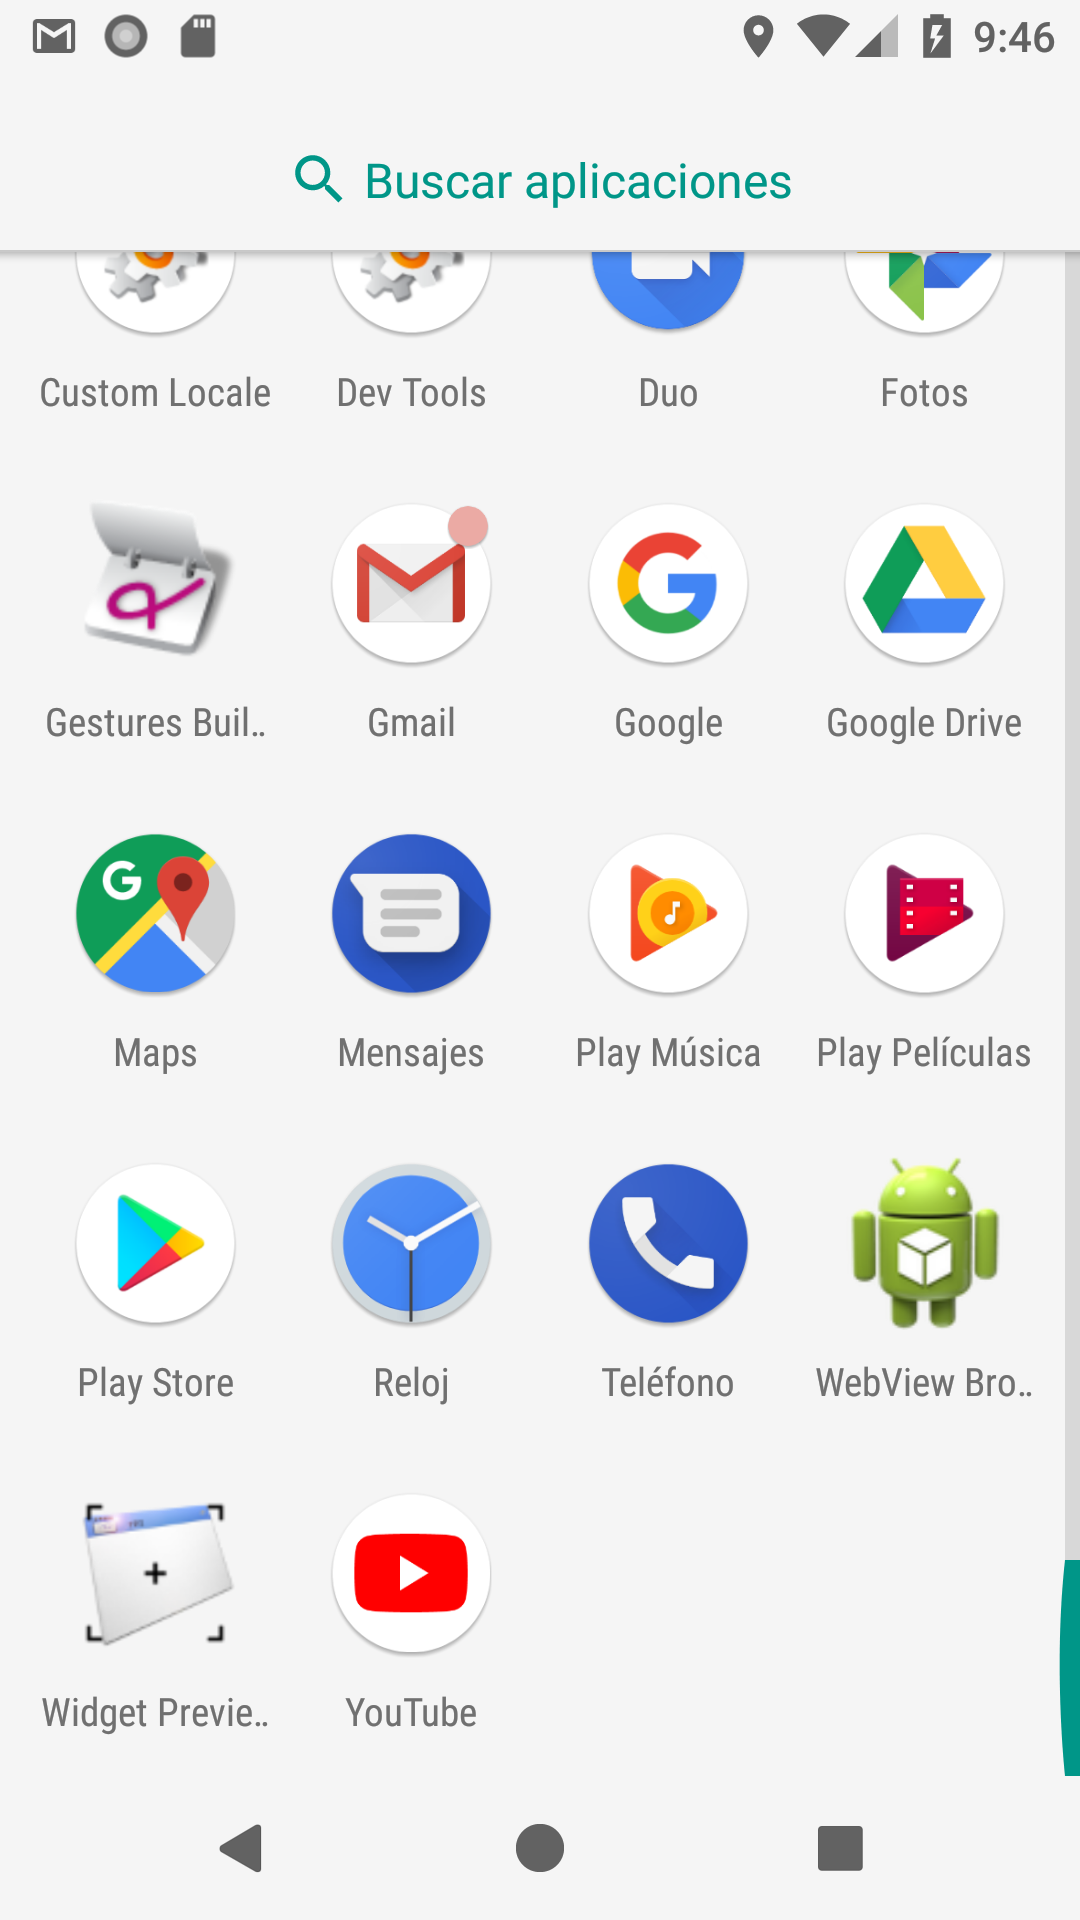 9:46
Buscar aplicaciones
Custom Locale Dev Tools Duo Fotos
Gestures Buil.. Gmail Google Google Drive
Maps Mensajes Play Música Play Películas
Play Store Reloj Teléfono WebView Bro..
Widget Previe.. YouTube